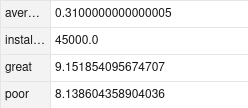 aver... 0.3100000000000005
instal... 45000.0
great 9.151854095674707
poor 8.138604358904036